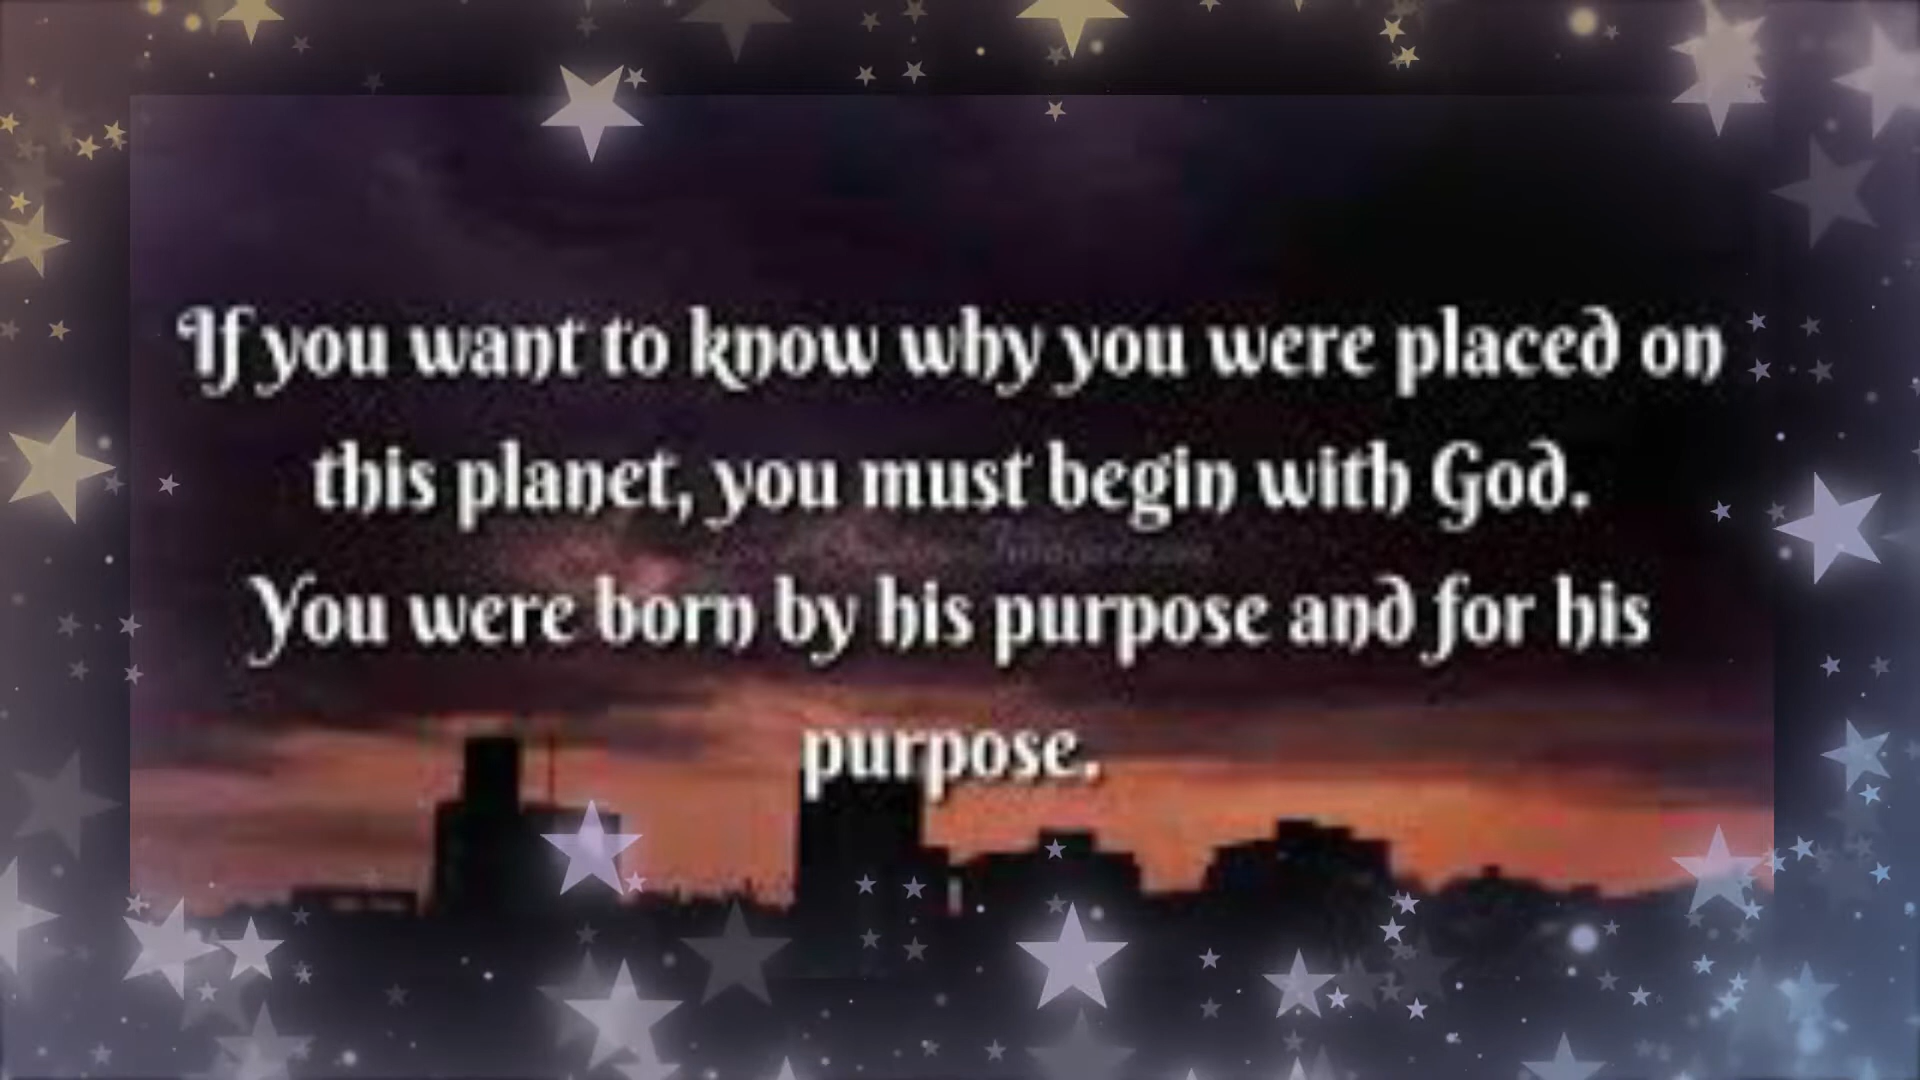 If you want to know why you were placed on
this planet, you must begin with God.
You were born by his purpose and for his
purpose.